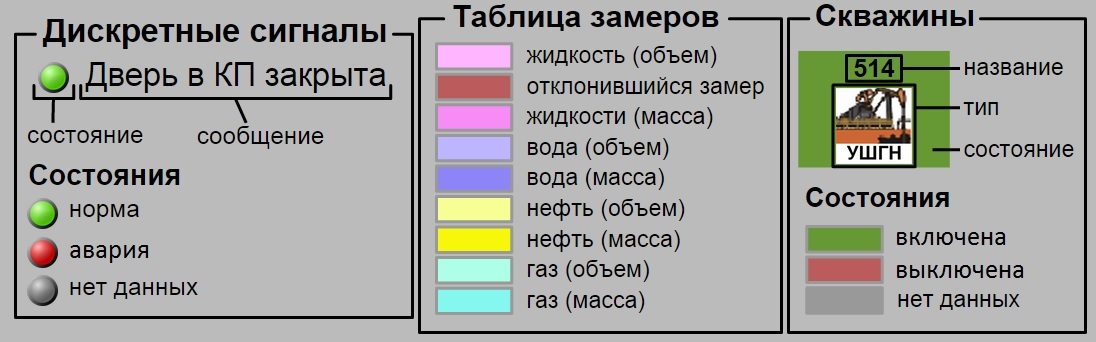 Дискретные сигналы
Дверь в КП закрыта
состояние
сообщение
Состояния
норма
авария
нет данных
Таблица замеров
жидкость (объем)
отклонившийся замер
жидкости (масса)
вода (объем)
вода (масса)
нефть (объем)
нефть (масса)
газ (объем)
газ (масса)
Скважины
514
название
тип
УШГН
состояние
Состояния
включена
выключена
нет данных